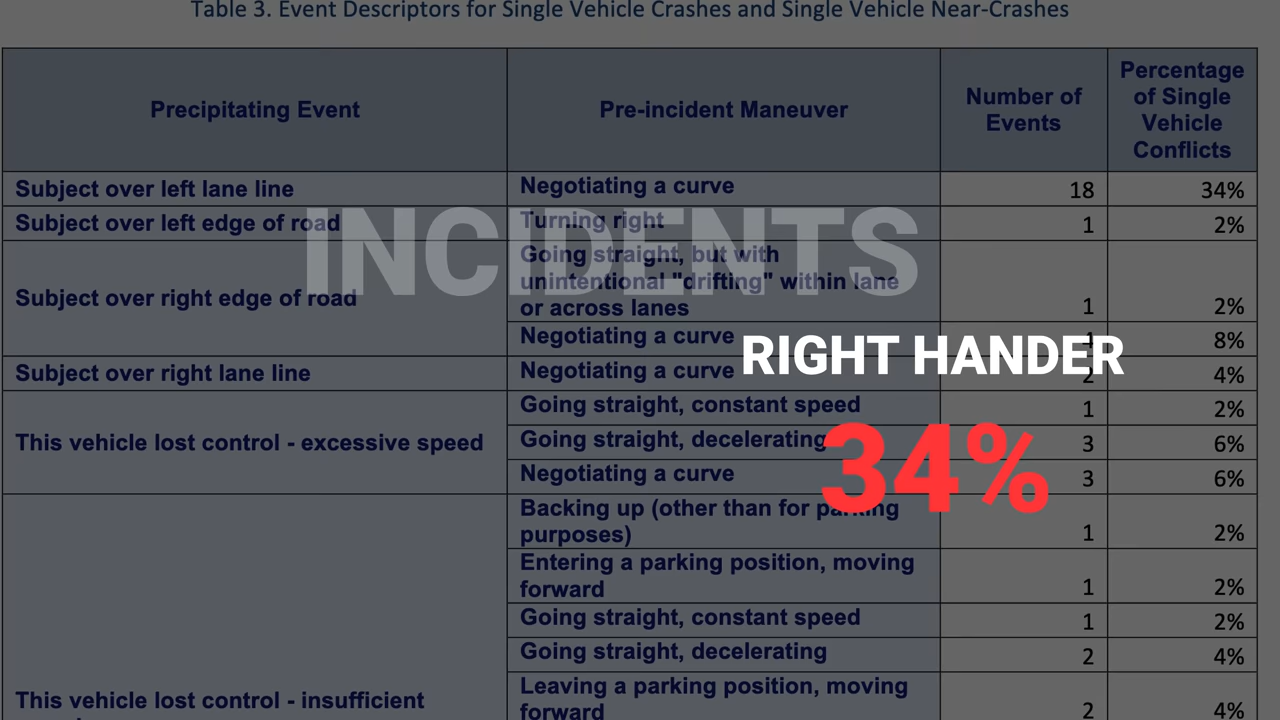 Table 3. Event Descriptors for Single Vehicle Crashes and Single Vehicle Near-Crashes
Precipitating Event
Pre-incident Maneuver
Number of
Events
Percentage
of Single
Vehicle
Conflicts
Subject over left lane line
Negotiating a curve
18
34%
Subject over left edge of road
Turning right
1
2%
INCIDENTS
Subject over right edge of road
Going straight, but with
unintentional "drifting" within lane
or across lanes
1
2%
Negotiating a curve
4
8%
RIGHT HANDER
34%
Subject over right lane line
Negotiating a curve
2
4%
This vehicle lost control - excessive speed
Going straight, constant speed
1
2%
Going straight, decelerating
3
6%
Negotiating a curve
3
6%
This vehicle lost control - insufficient
Backing up (other than for parking
purposes)
1
2%
Entering a parking position, moving
forward
1
2%
Going straight, constant speed
1
2%
Going straight, decelerating
2
4%
Leaving a parking position, moving
forward
2
4%